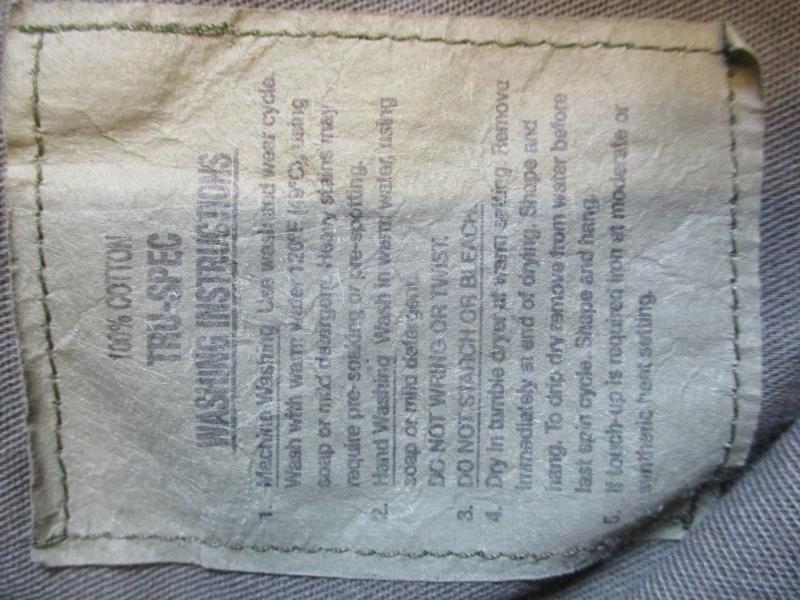 100% COTTON
TRU-SPEC
WASHING INSTRUCTIONS
1. Machine Washing Use wash and wear cycle.
Wash with warm water 120°F (49°C), using
soap or mild detergent. Heavy stains may
require pre-soaking or pre-spotting.
2. Hand Washing Wash in warm water, using
soap or mild detergent.
DO NOT WRING OR TWIST.
3. DO NOT STARCH OR BLEACH.
4. Dry in tumble dryer at warm setting. Remove
immediately at end of drying. Shape and
hang. To drip dry remove from water before
last spin cycle. Shape and hang.
5. If touch-up is required iron at moderate or
synthetic heat setting.